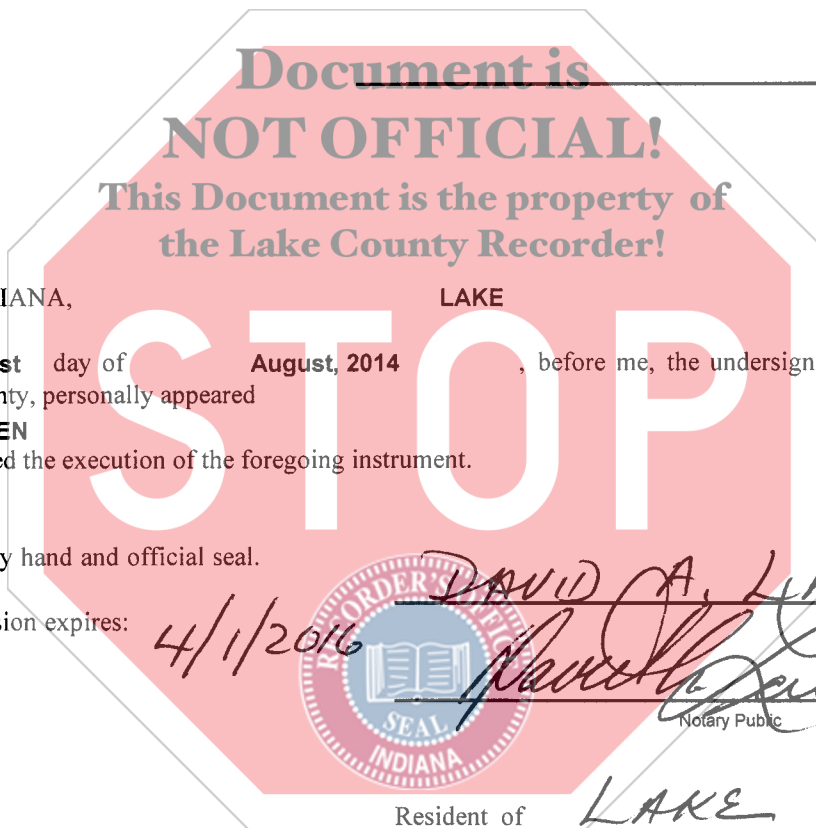 Document is
NOT OFFICIAL!
This Document is the property of
the Lake County Recorder!
IANA, LAKE
st day of August, 2014 , before me, the undersign
nty, personally appeared
EN
ed the execution of the foregoing instrument.
STOP
y hand and official seal.
DAVID A.
sion expires: 4/1/2016
RECORDER'S OFFICE
SEAL
INDIANA
Notary Public
Resident of LAKE